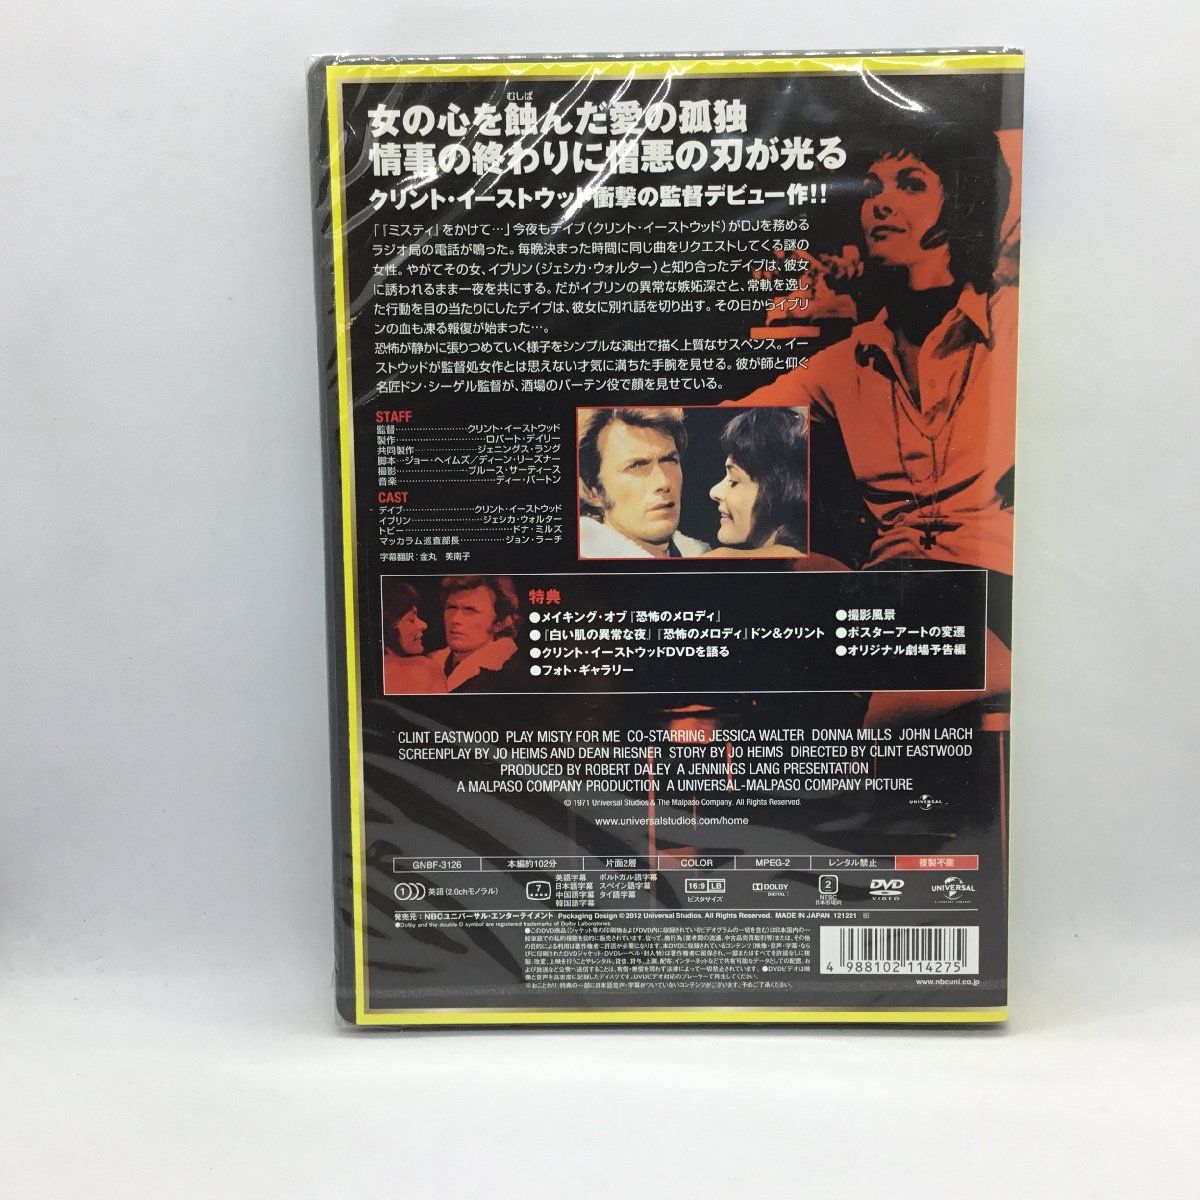 むしば
女の心を蝕んだ愛の孤独
情事の終わりに憎悪の刃が光る
クリント・イーストウッド衝撃の監督デビュー作!!
「『ミスティ』をかけて…」今夜もデイブ(クリント・イーストウッド)がDJを務める
ラジオ局の電話が鳴った。毎晩決まった時間に同じ曲をリクエストしてくる謎の
女性。やがてその女、イブリン(ジェシカ・ウォルター)と知り合ったデイブは、彼女
に誘われるまま一夜を共にする。だがイブリンの異常な嫉妬深さと、常軌を逸し
た行動を目の当たりにしたデイブは、彼女に別れ話を切り出す。その日からイブリ
ンの血も凍る報復が始まった…。
恐怖が静かに張りつめていく様子をシンプルな演出で描く上質なサスペンス。イー
ストウッドが監督処女作とは思えない才気に満ちた手腕を見せる。彼が師と仰ぐ
名匠ドン・シーゲル監督が、酒場のバーテン役で顔を見せている。
STAFF
監督……………………クリント・イーストウッド
製作…………………………ロバート・デイリー
共同製作…………………ジェニングス・ラング
脚本…ジョー・ヘイムズ/ディーン・リーズナー
撮影……………………ブルース・サーティース
音楽……………………………ディー・バートン
CAST
デイブ……………………クリント・イーストウッド
イブリン……………………ジェシカ・ウォルター
トビー………………………………ドナ・ミルズ
マッカラム巡査部長……………ジョン・ラーチ
字幕翻訳:金丸 美南子
特典
●メイキング・オブ『恐怖のメロディ』
●『白い肌の異常な夜』『恐怖のメロディ』ドン&クリント
●クリント・イーストウッドDVDを語る
●フォト・ギャラリー
●撮影風景
●ポスターアートの変遷
●オリジナル劇場予告編
CLINT EASTWOOD PLAY MISTY FOR ME CO-STARRING JESSICA WALTER DONNA MILLS JOHN LARCH
SCREENPLAY BY JO HEIMS AND DEAN RIESNER STORY BY JO HEIMS DIRECTED BY CLINT EASTWOOD
PRODUCED BY ROBERT DALEY A JENNINGS LANG PRESENTATION
A MALPASO COMPANY PRODUCTION A UNIVERSAL-MALPASO COMPANY PICTURE
© 1971 Universal Studios & The Malpaso Company. All Rights Reserved.
UNIVERSAL
www.universalstudios.com/home
GNBF-3126 本編約102分 片面2層 COLOR MPEG-2 レンタル禁止 複製不能
1 英語(2.0chモノラル)
7
英語字幕 ポルトガル語字幕
日本語字幕 スペイン語字幕
中国語字幕 タイ語字幕
韓国語字幕
16:9 LB
ビスタサイズ
DOLBY DIGITAL
2
NTSC
日本市場向
DVD VIDEO
UNIVERSAL
発売元:NBCユニバーサル・エンターテイメント Packaging Design © 2012 Universal Studios. All Rights Reserved. MADE IN JAPAN 121221
●Dolby and the double D symbol are registered trademarks of Dolby Laboratories.
4 988102 114275
www.nbcuni.co.jp